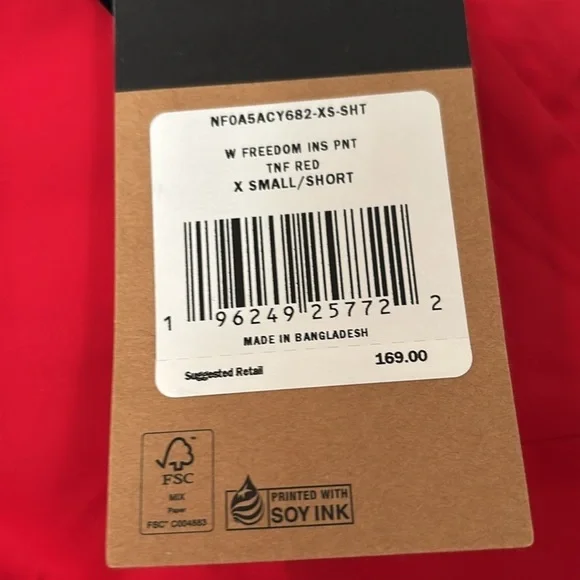 NF0A5ACY682-XS-SHT
W FREEDOM INS PNT
TNF RED
X SMALL/SHORT
1 96249 25772 2
MADE IN BANGLADESH
Suggested Retail 169.00
FSC
MIX
Paper
FSC® C004683
PRINTED WITH
SOY INK